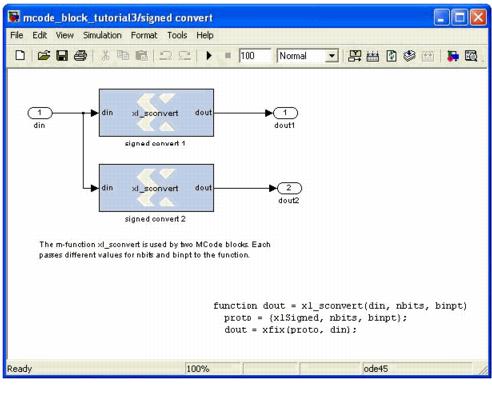 mcode_block_tutorial3/signed convert
File Edit View Simulation Format Tools Help
100 Normal
1
din
din xl_sconvert dout
signed convert 1
1
dout1
din xl_sconvert dout
signed convert 2
2
dout2
The m-function xl_sconvert is used by two MCode blocks. Each
passes different values for nbits and binpt to the function.
function dout = xl_sconvert(din, nbits, binpt)
proto = {xlSigned, nbits, binpt};
dout = xfix(proto, din);
Ready 100% ode45